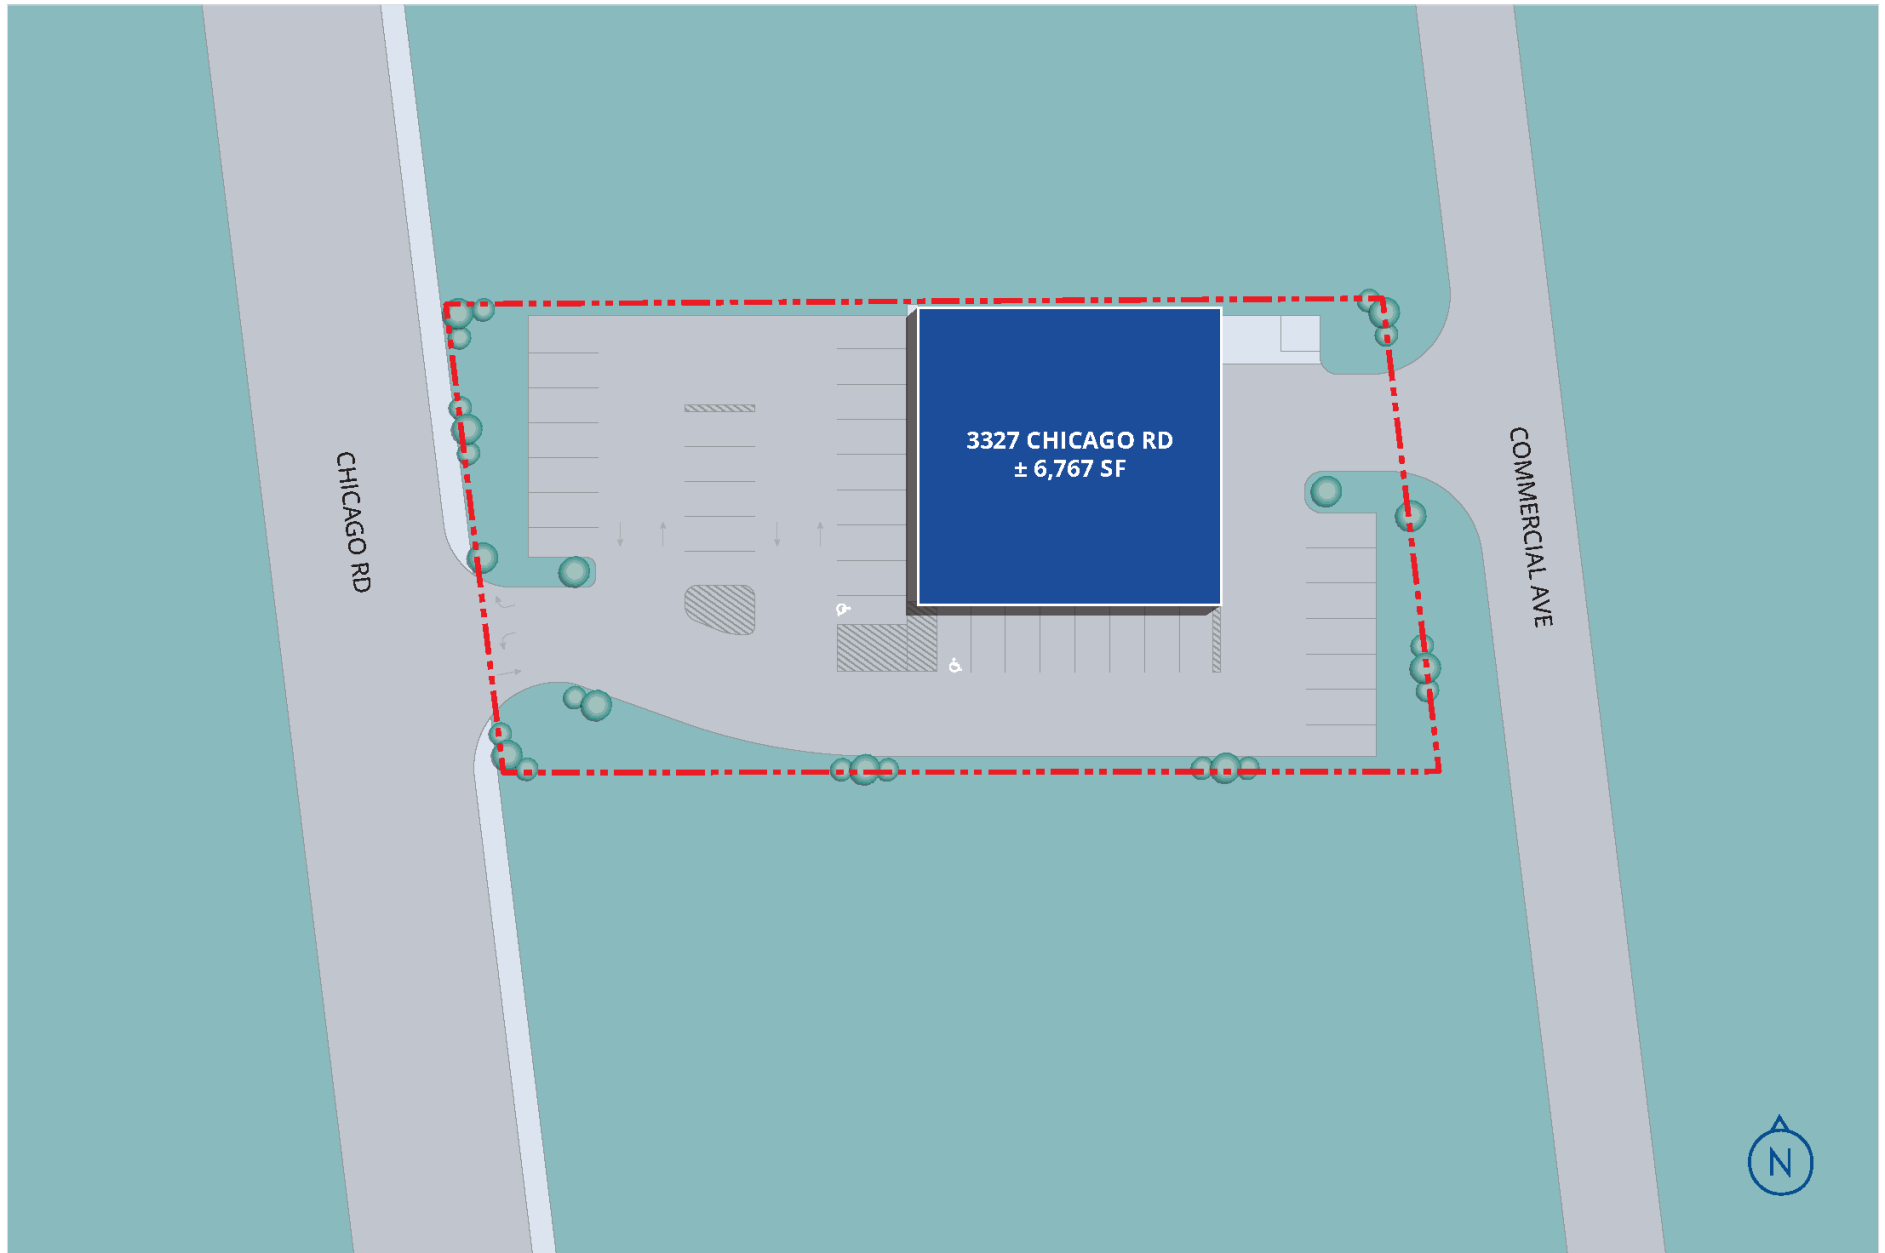 CHICAGO RD
3327 CHICAGO RD
± 6,767 SF
COMMERCIAL AVE
N